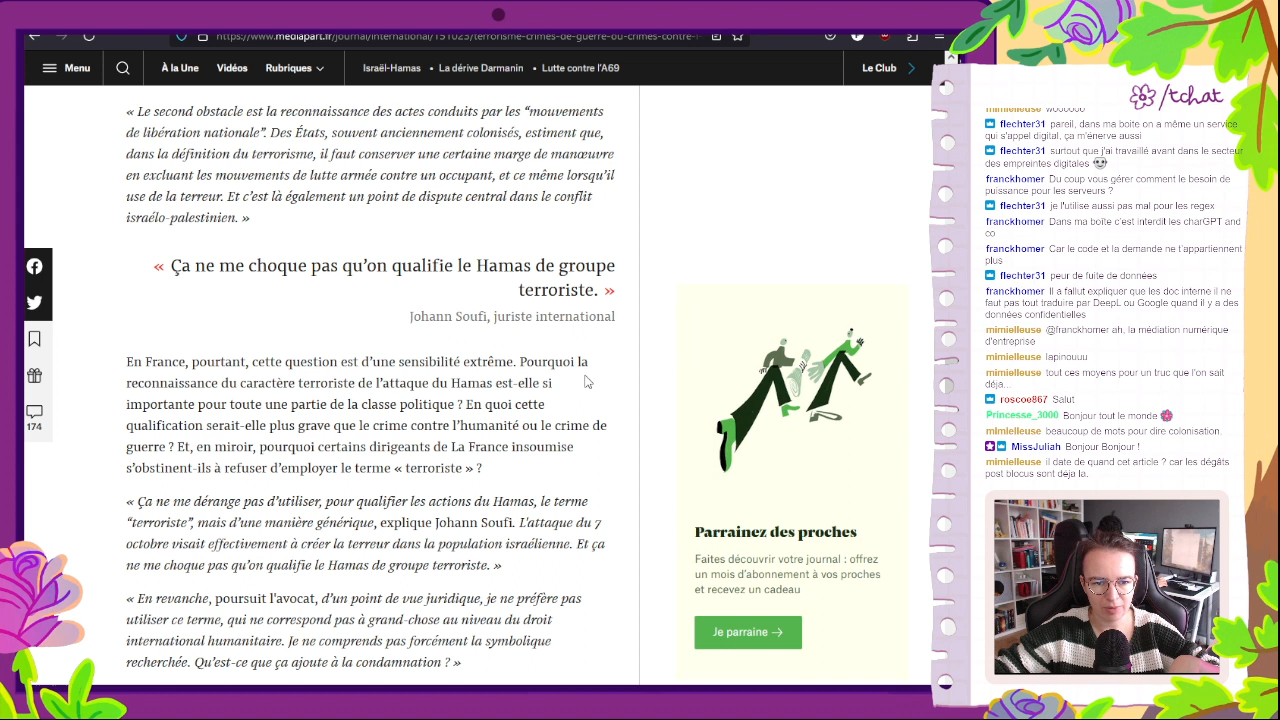 https://www.mediapart.fr/journal/international/151023/terrorisme-crimes-de-guerre-ou-crimes-contre-l
Menu
À la Une
Vidéos
Rubriques
Israël-Hamas • La dérive Darmanin • Lutte contre l'A69
Le Club
« Le second obstacle est la reconnaissance des actes conduits par les “mouvements
de libération nationale”. Des États, souvent anciennement colonisés, estiment que,
dans la définition du terrorisme, il faut conserver une certaine marge de manœuvre
en excluant les mouvements de lutte armée contre un occupant, et ce même lorsqu’il
use de la terreur. Et c’est là également un point de dispute central dans le conflit
israélo-palestinien. »
« Ça ne me choque pas qu’on qualifie le Hamas de groupe
terroriste. »
Johann Soufi, juriste international
En France, pourtant, cette question est d’une sensibilité extrême. Pourquoi la
reconnaissance du caractère terroriste de l’attaque du Hamas est-elle si
importante pour toute une partie de la classe politique ? En quoi cette
qualification serait-elle plus grave que le crime contre l’humanité ou le crime de
guerre ? Et, en miroir, pourquoi certains dirigeants de La France insoumise
s’obstinent-ils à refuser d’employer le terme « terroriste » ?
« Ça ne me dérange pas d’utiliser, pour qualifier les actions du Hamas, le terme
“terroriste”, mais d’une manière générique, explique Johann Soufi. L’attaque du 7
octobre visait effectivement à créer la terreur dans la population israélienne. Et ça
ne me choque pas qu’on qualifie le Hamas de groupe terroriste. »
« En revanche, poursuit l’avocat, d’un point de vue juridique, je ne préfère pas
utiliser ce terme, qui ne correspond pas à grand-chose au niveau du droit
international humanitaire. Je ne comprends pas forcément la symbolique
recherchée. Qu’est-ce que ça ajoute à la condamnation ? »
174
Parrainez des proches
Faites découvrir votre journal : offrez
un mois d’abonnement à vos proches
et recevez un cadeau
Je parraine →
/tchat
mimielleuse woooooo
flechter31 pareil, dans ma boite on a même un service
qui s'appel digital, ça m'énerve aussi
flechter31 surtout que j'ai travaillé avant dans le secteur
des empreintes digitales
franckhomer Du coup vous gérer comment le besoin de
puissance pour les serveurs ?
flechter31 je l'utilise aussi pas mal pour les regex
franckhomer Dans ma boîte c'est interdit les charGPT and
co
franckhomer Car le code et la demande ne t'appartiennent
plus
flechter31 peur de fuite de données
franckhomer Il a fallut expliquer que les doc interne il ne
faut pas tout traduire par DeepL ou Google quand il y a des
données confidentielles
mimielleuse @franckhomer ah, la médiation numérique
d'entreprise
mimielleuse lapinouuu
mimielleuse tout ces moyens pour un truc que l'on sait
déja...
roscoe867 Salut
Princesse_3000 Bonjour tout le monde
mimielleuse beaucoup de mots pour dire colonisation.
MissJuliah Bonjour Bonjour !
mimielleuse il date de quand cet article ? car les dégâts
post blocus sont déja la.